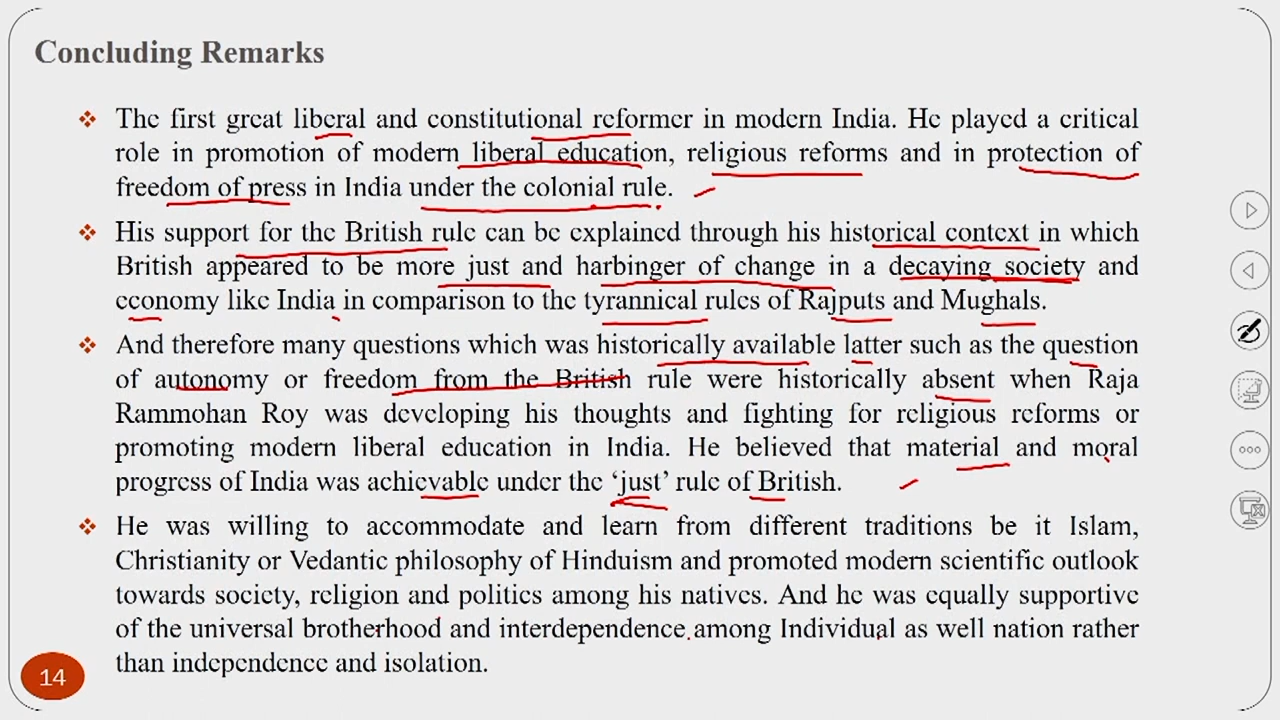 Concluding Remarks
❖ The first great liberal and constitutional reformer in modern India. He played a critical
role in promotion of modern liberal education, religious reforms and in protection of
freedom of press in India under the colonial rule.
❖ His support for the British rule can be explained through his historical context in which
British appeared to be more just and harbinger of change in a decaying society and
economy like India in comparison to the tyrannical rules of Rajputs and Mughals.
❖ And therefore many questions which was historically available latter such as the question
of autonomy or freedom from the British rule were historically absent when Raja
Rammohan Roy was developing his thoughts and fighting for religious reforms or
promoting modern liberal education in India. He believed that material and moral
progress of India was achievable under the ‘just’ rule of British.
❖ He was willing to accommodate and learn from different traditions be it Islam,
Christianity or Vedantic philosophy of Hinduism and promoted modern scientific outlook
towards society, religion and politics among his natives. And he was equally supportive
of the universal brotherhood and interdependence among Individual as well nation rather
than independence and isolation.
14